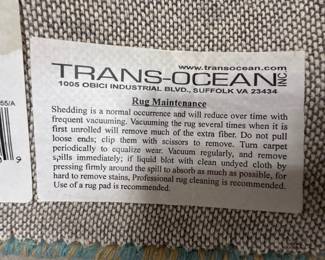 www.transocean.com
TRANS-OCEAN INC
1005 OBICI INDUSTRIAL BLVD., SUFFOLK VA 23434
Rug Maintenance
Shedding is a normal occurrence and will reduce over time with
frequent vacuuming. Vacuuming the rug several times when it is
first unrolled will remove much of the extra fiber. Do not pull
loose ends; clip them with scissors to remove. Turn carpet
periodically to equalize wear. Vacuum regularly, and remove
spills immediately; if liquid blot with clean undyed cloth by
pressing firmly around the spill to absorb as much as possible, for
hard to remove stains, Professional rug cleaning is recommended.
Use of a rug pad is recommended.
55/A
9